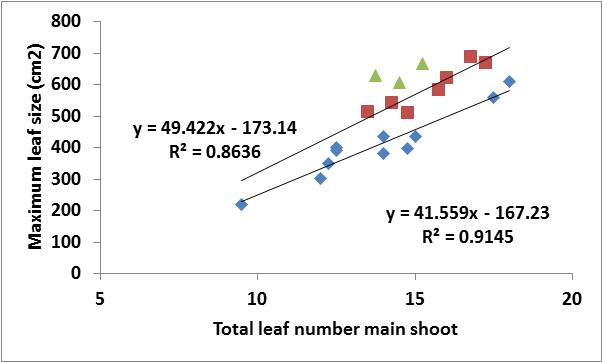 Maximum leaf size (cm2)
800
700
600
500
400
300
200
100
0
y = 49.422x - 173.14
R² = 0.8636
y = 41.559x - 167.23
R² = 0.9145
5 10 15 20
Total leaf number main shoot